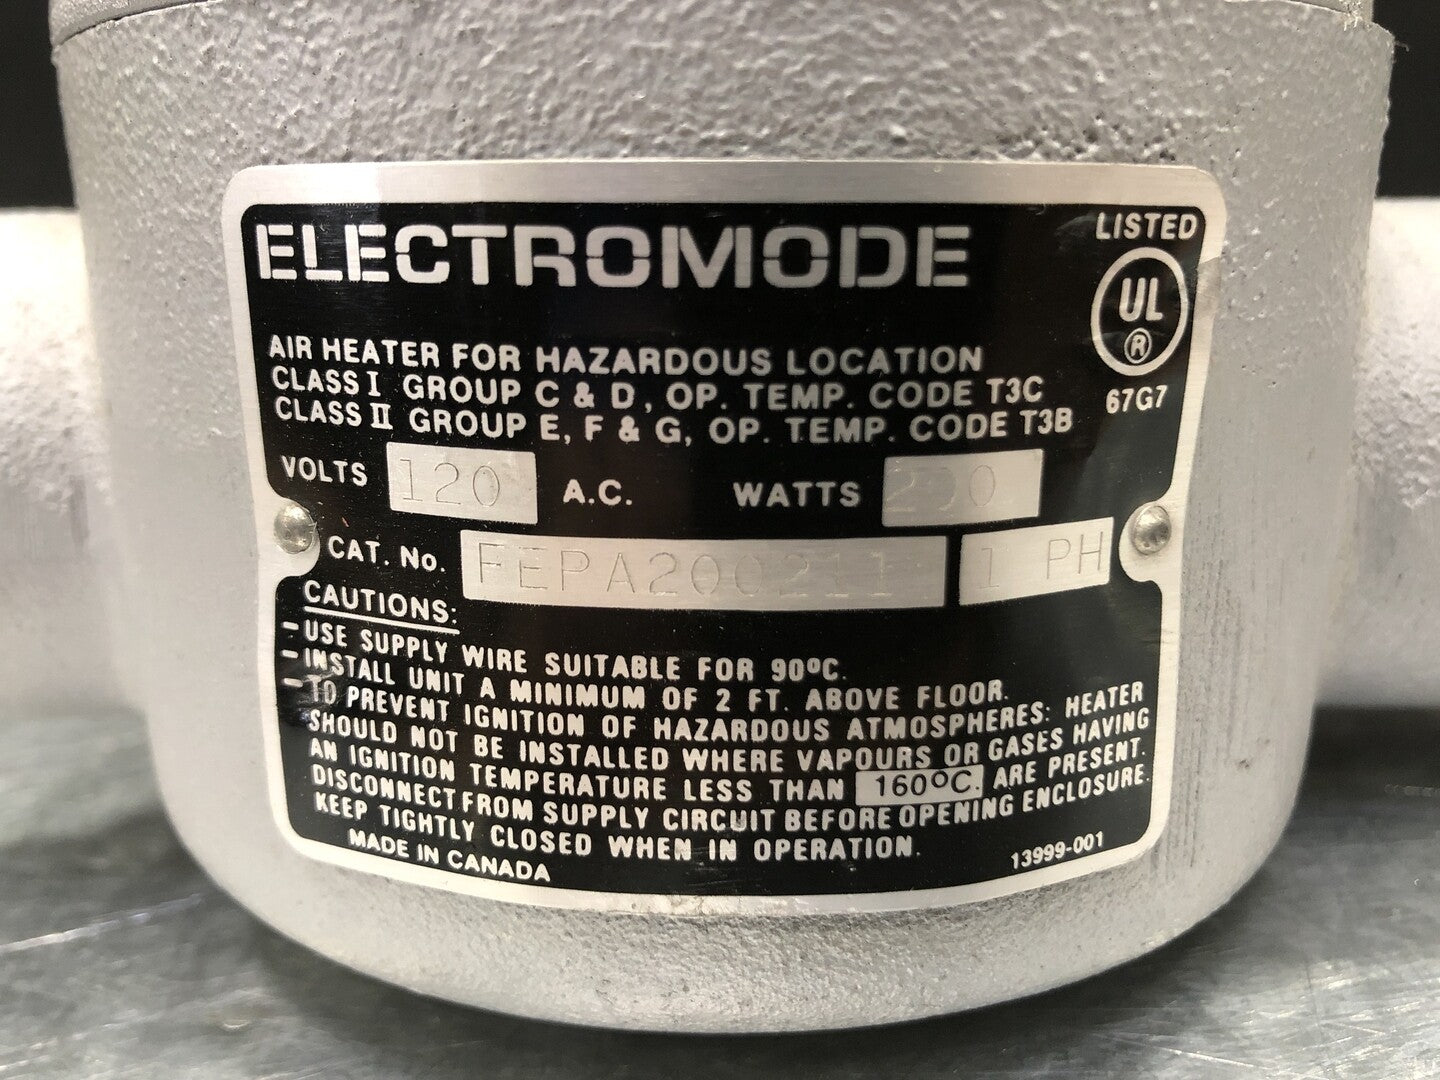 ELECTROMODE
LISTED
UL
®
67G7
AIR HEATER FOR HAZARDOUS LOCATION
CLASS I GROUP C & D, OP. TEMP. CODE T3C
CLASS II GROUP E, F & G, OP. TEMP. CODE T3B
VOLTS 120 A.C. WATTS 200
CAT. No. FEPA200211 1 PH
CAUTIONS:
-USE SUPPLY WIRE SUITABLE FOR 90ºC.
-INSTALL UNIT A MINIMUM OF 2 FT. ABOVE FLOOR.
-TO PREVENT IGNITION OF HAZARDOUS ATMOSPHERES: HEATER
SHOULD NOT BE INSTALLED WHERE VAPOURS OR GASES HAVING
AN IGNITION TEMPERATURE LESS THAN 160ºC. ARE PRESENT.
DISCONNECT FROM SUPPLY CIRCUIT BEFORE OPENING ENCLOSURE.
KEEP TIGHTLY CLOSED WHEN IN OPERATION.
MADE IN CANADA 13999-001